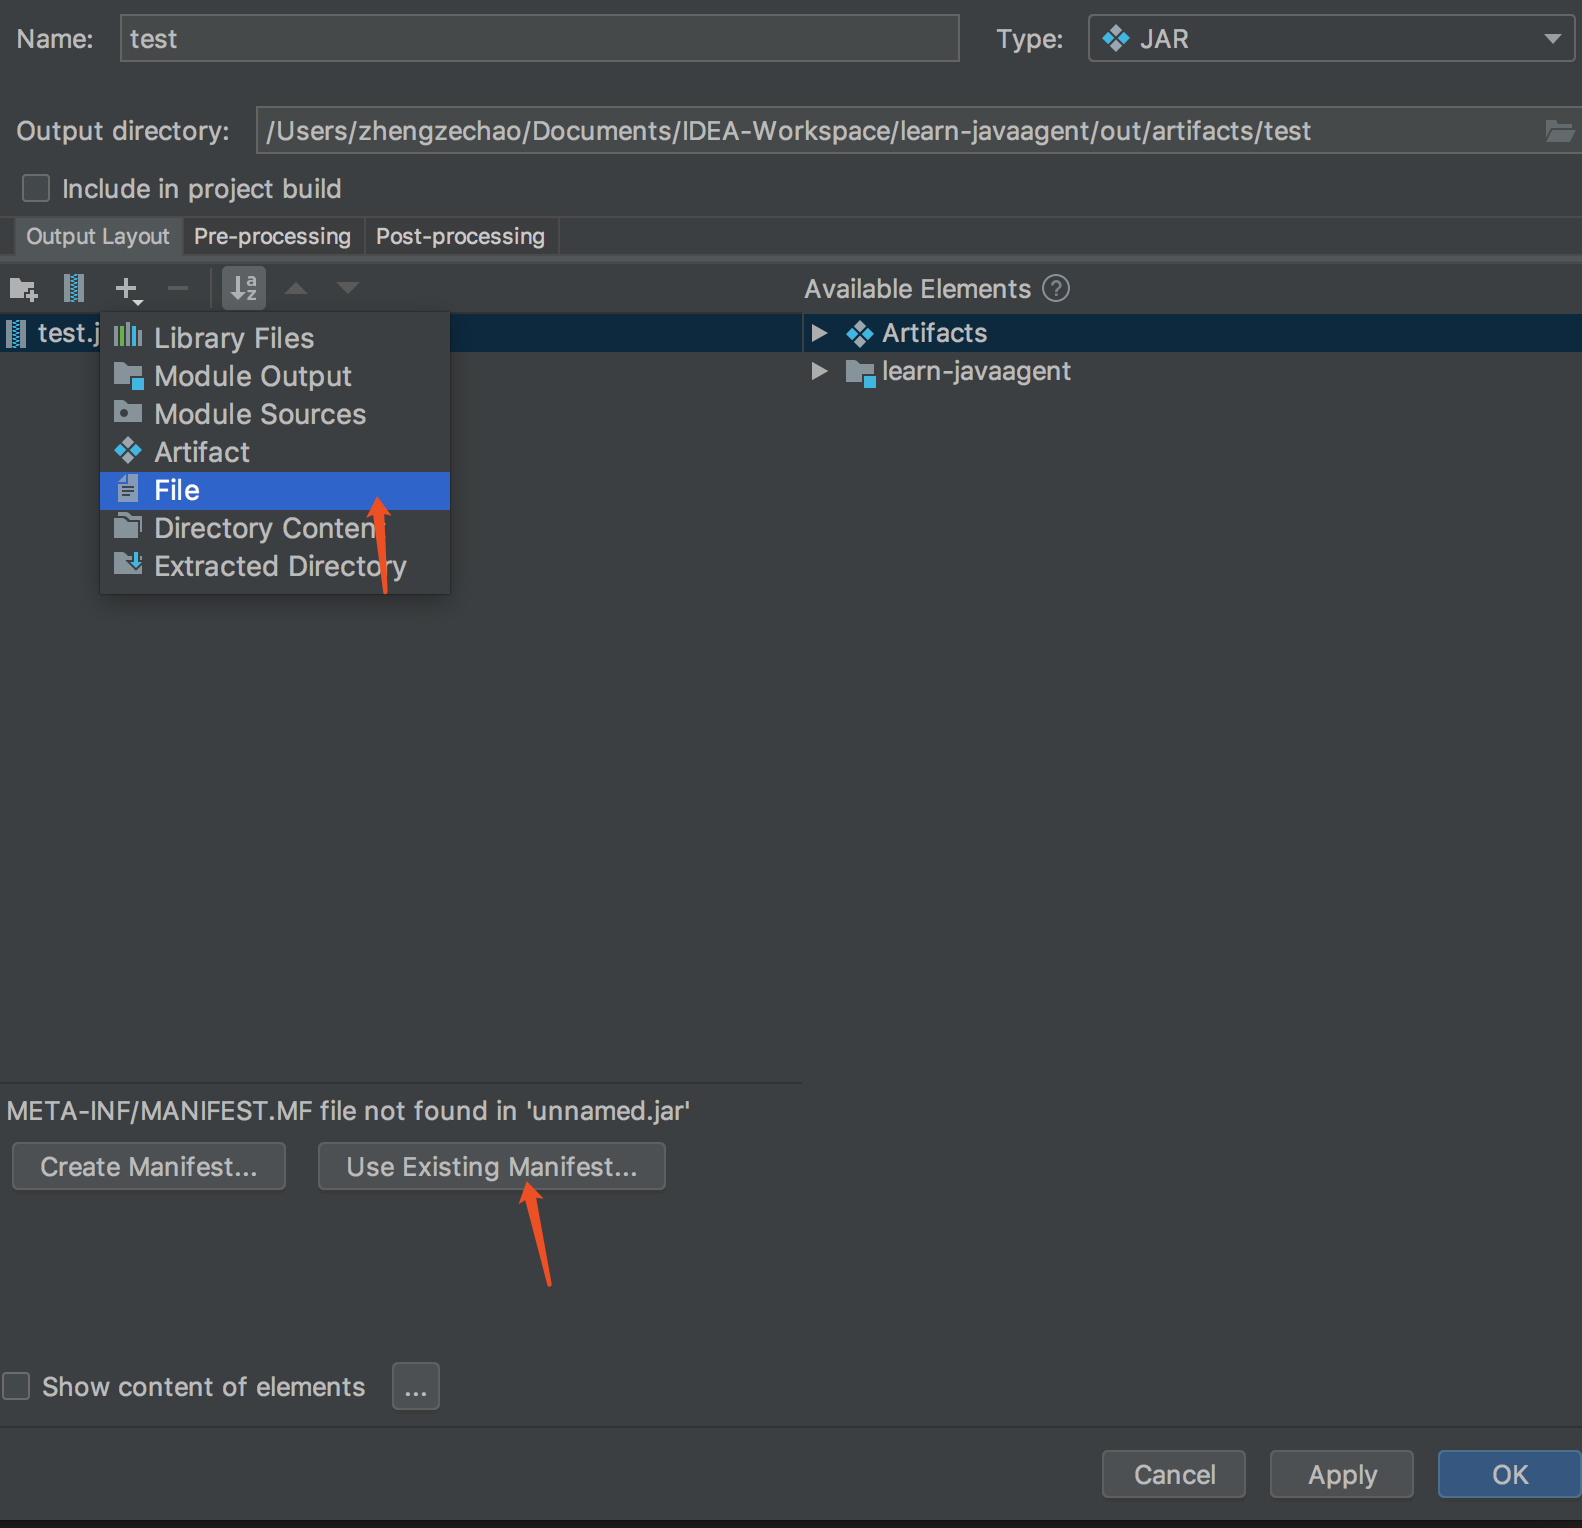 Name: test Type: JAR
Output directory: /Users/zhengzechao/Documents/IDEA-Workspace/learn-javaagent/out/artifacts/test
Include in project build
Output Layout Pre-processing Post-processing
Available Elements ?
test.j
Library Files
Module Output
Module Sources
Artifact
File
Directory Conten
Extracted Directory
Artifacts
learn-javaagent
META-INF/MANIFEST.MF file not found in 'unnamed.jar'
Create Manifest... Use Existing Manifest...
Show content of elements ...
Cancel Apply OK